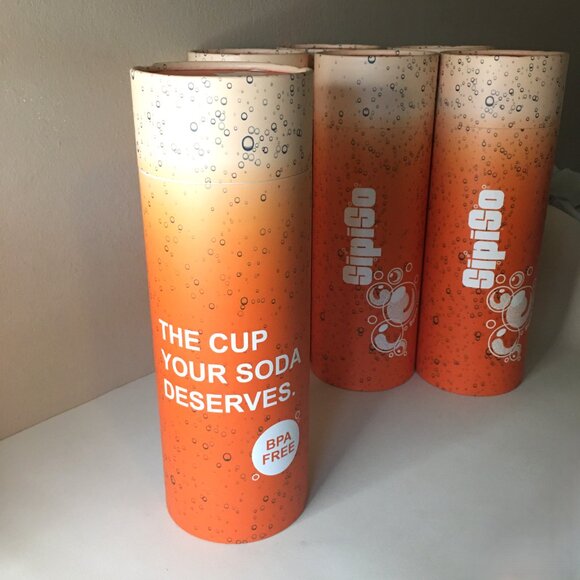 THE CUP
YOUR SODA
DESERVES.
BPA
FREE
SipiSo
SipiSo